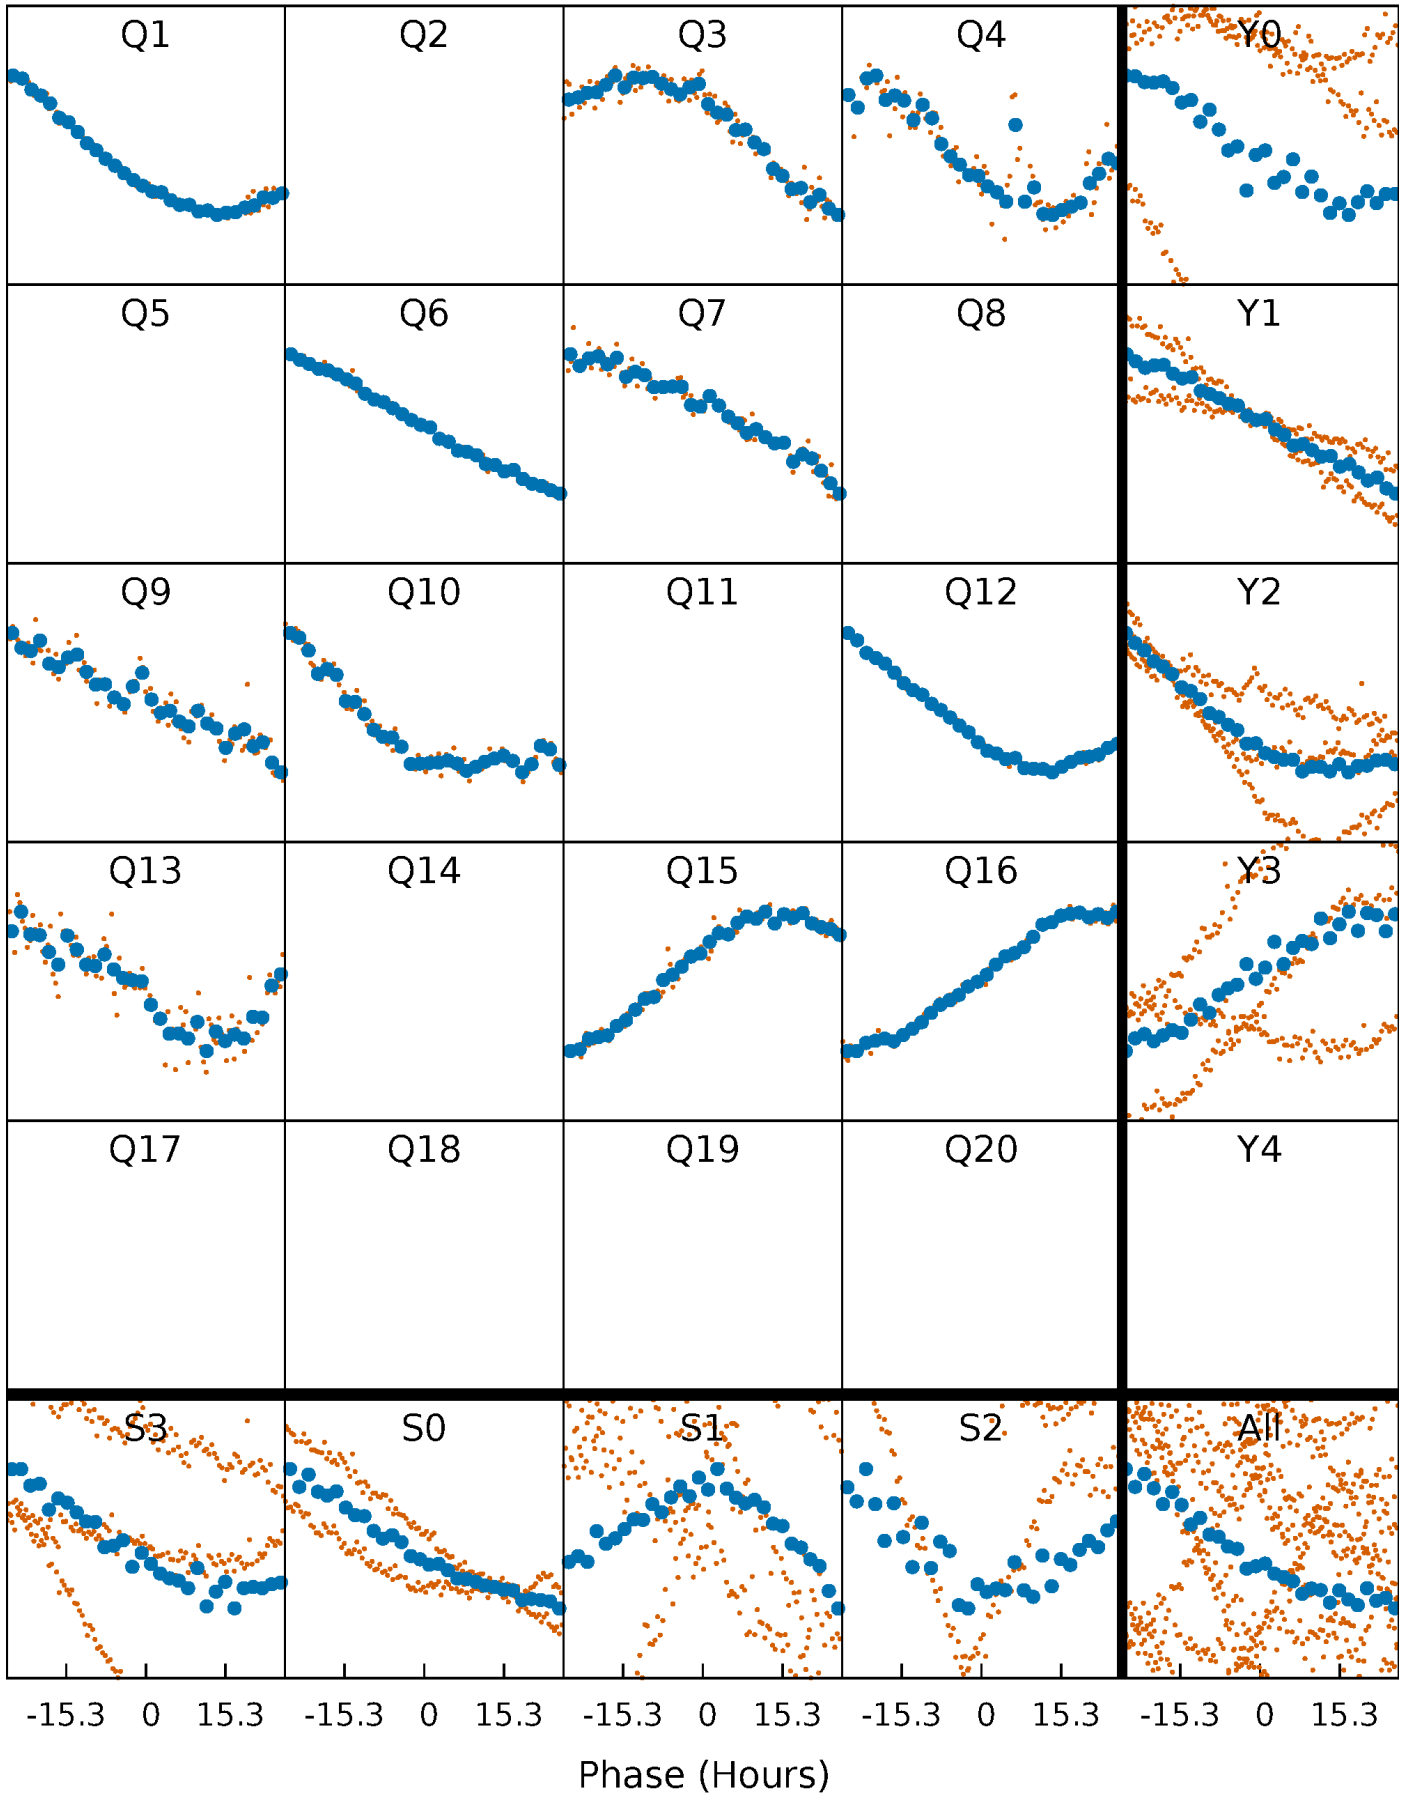 Q1 Q2 Q3 Q4 Y0
Q5 Q6 Q7 Q8 Y1
Q9 Q10 Q11 Q12 Y2
Q13 Q14 Q15 Q16 Y3
Q17 Q18 Q19 Q20 Y4
S3 S0 S1 S2 All
-15.3 0 15.3 -15.3 0 15.3 -15.3 0 15.3 -15.3 0 15.3 -15.3 0 15.3
Phase (Hours)